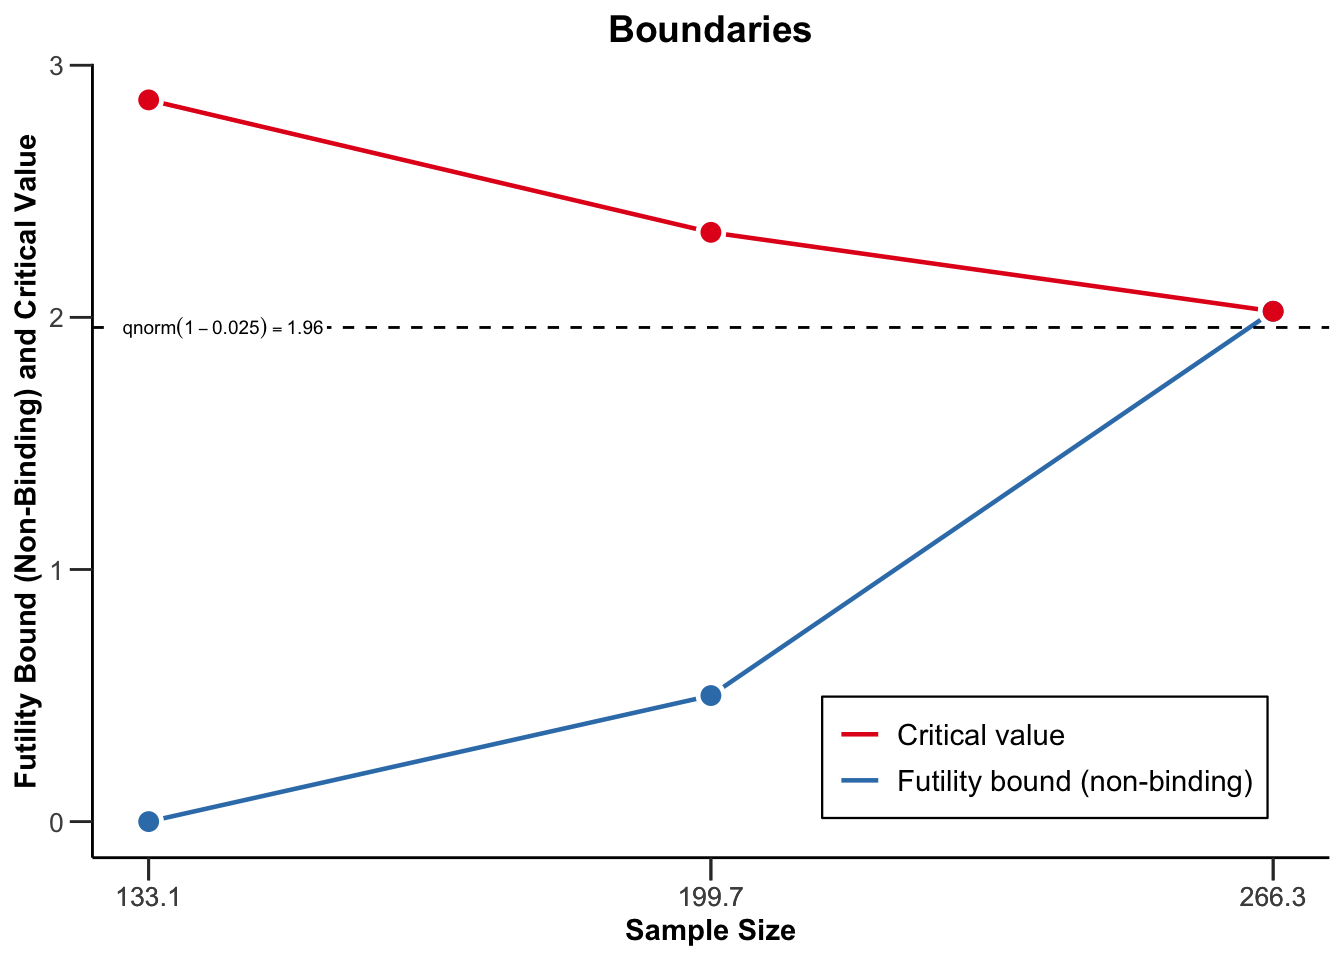 Boundaries
Futility Bound (Non-Binding) and Critical Value
3
2
1
0
qnorm(1 − 0.025) = 1.96
Critical value
Futility bound (non-binding)
133.1
199.7
266.3
Sample Size